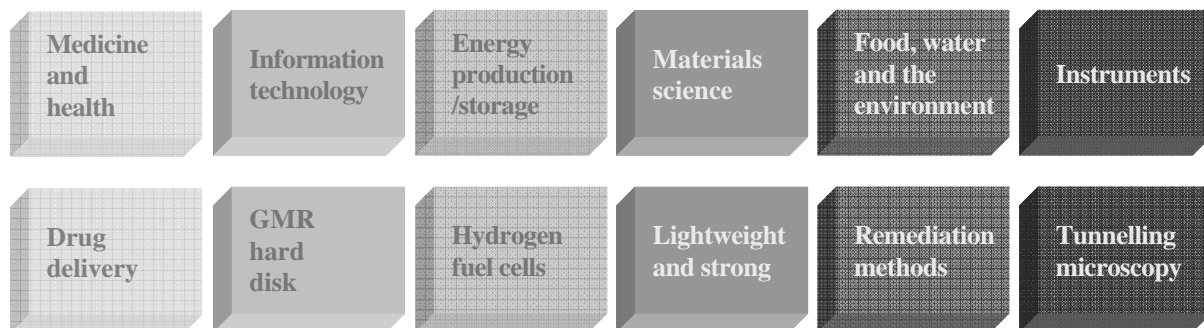 Medicine
and
health
Information
technology
Energy
production
/storage
Materials
science
Food, water
and the
environment
Instruments
Drug
delivery
GMR
hard
disk
Hydrogen
fuel cells
Lightweight
and strong
Remediation
methods
Tunnelling
microscopy